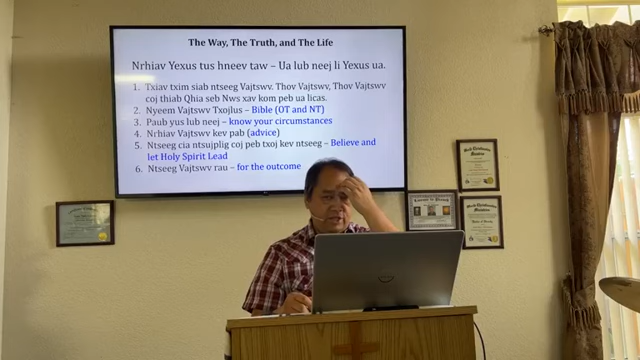 The Way, The Truth, and The Life
Nrhiav Yexus tus hneev taw – Ua lub neej li Yexus ua.
1. Txiav txim siab ntseeg Vajtswv. Thov Vajtswv, Thov Vajtswv
coj thiab Qhia seb Nws xav kom peb ua licas.
2. Nyeem Vajtswv Txojlus – Bible (OT and NT)
3. Paub yus lub neej – know your circumstances
4. Nrhiav Vajtswv kev pab (advice)
5. Ntseeg cia ntsujplig coj peb txoj kev ntseeg – Believe and
let Holy Spirit Lead
6. Ntseeg Vajtswv rau – for the outcome